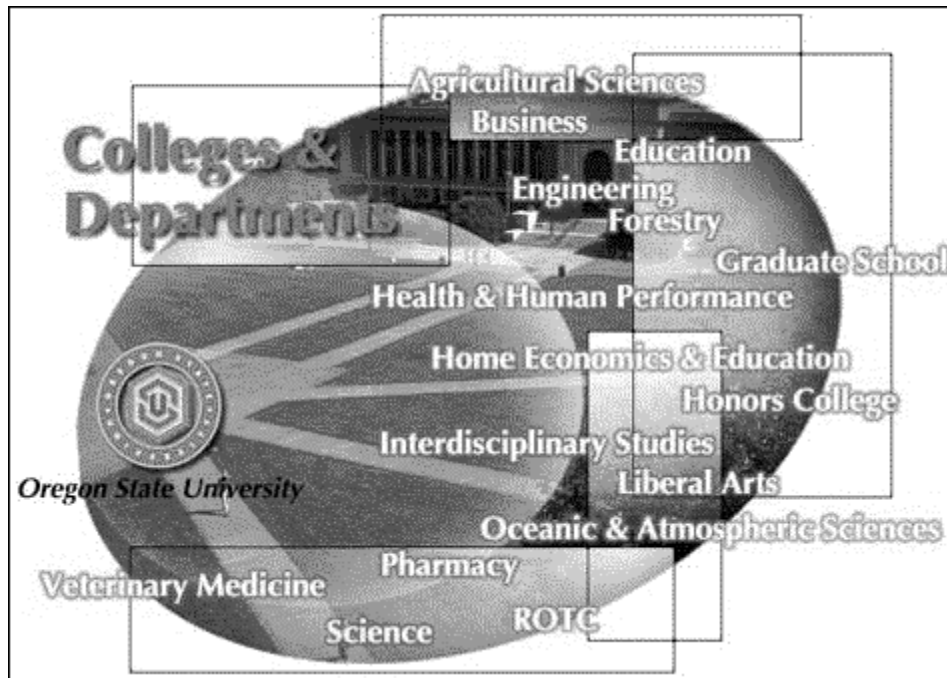 Agricultural Sciences
Business
Colleges &
Departments
Education
Engineering
Forestry
Graduate School
Health & Human Performance
Home Economics & Education
Honors College
Interdisciplinary Studies
Liberal Arts
Oregon State University
Oceanic & Atmospheric Sciences
Pharmacy
Veterinary Medicine
ROTC
Science